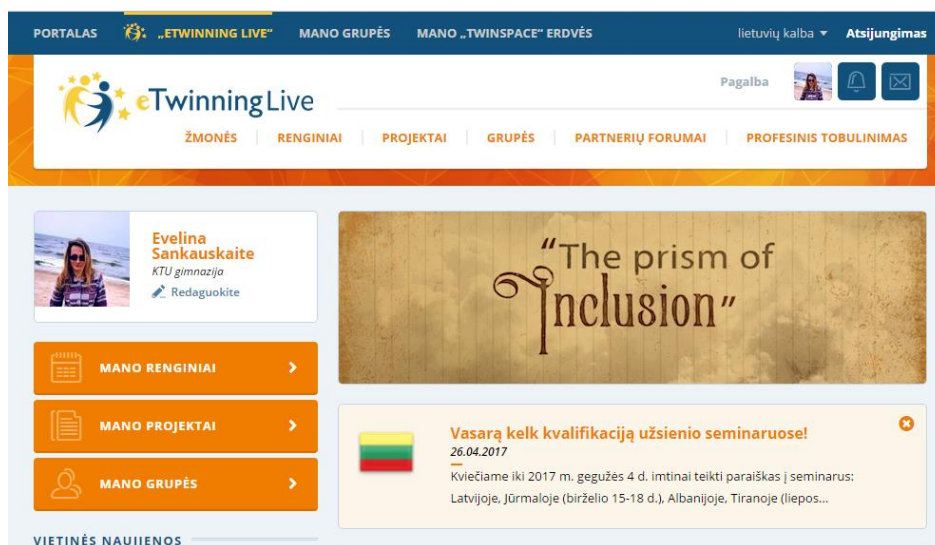 PORTALAS „ETWINNING LIVE“ MANO GRUPĖS MANO „TWINSPACE“ ERDVĖS lietuvių kalba Atsijungimas
eTwinningLive Pagalba
ŽMONĖS RENGINIAI PROJEKTAI GRUPĖS PARTNERIŲ FORUMAI PROFESINIS TOBULINIMAS
Evelina
Sankauskaite
KTU gimnazija
Redaguokite
MANO RENGINIAI
MANO PROJEKTAI
MANO GRUPĖS
VIETINĖS NAUJIENOS
“The prism of
Inclusion”
Vasarą kelk kvalifikaciją užsienio seminaruose!
26.04.2017
Kviečiame iki 2017 m. gegužės 4 d. imtinai teikti paraiškas į seminarus:
Latvijoje, Jūrmaloje (birželio 15-18 d.), Albanijoje, Tiranoje (liepos...